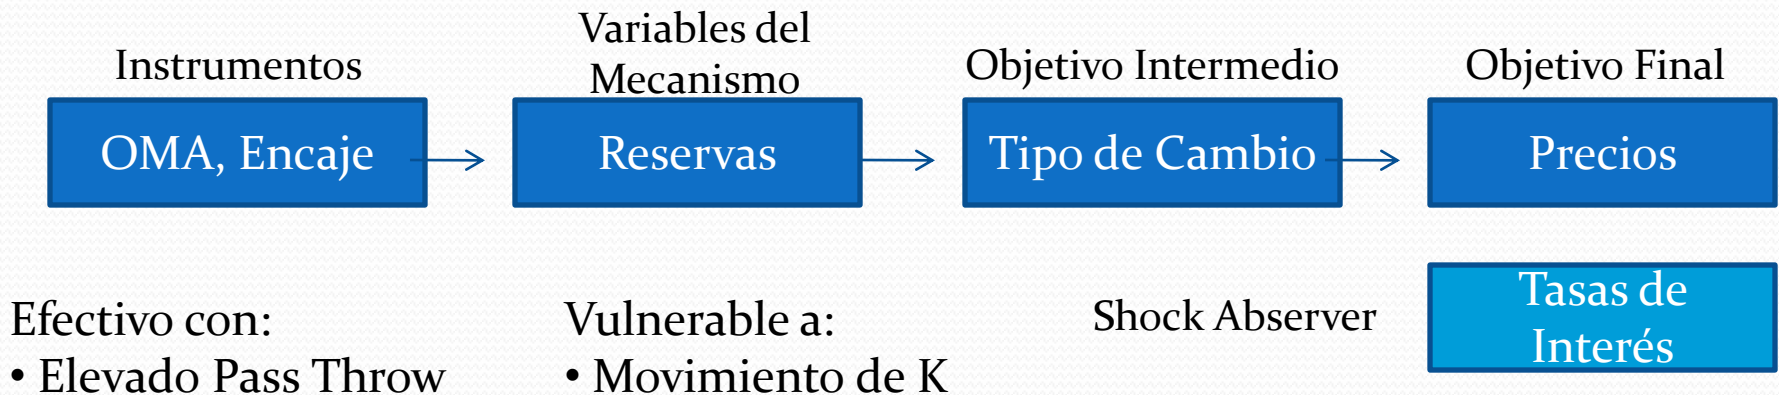 Instrumentos
OMA, Encaje
Variables del
Mecanismo
Reservas
Objetivo Intermedio
Tipo de Cambio
Objetivo Final
Precios
Efectivo con:
• Elevado Pass Throw
Vulnerable a:
• Movimiento de K
Shock Abserver
Tasas de
Interés